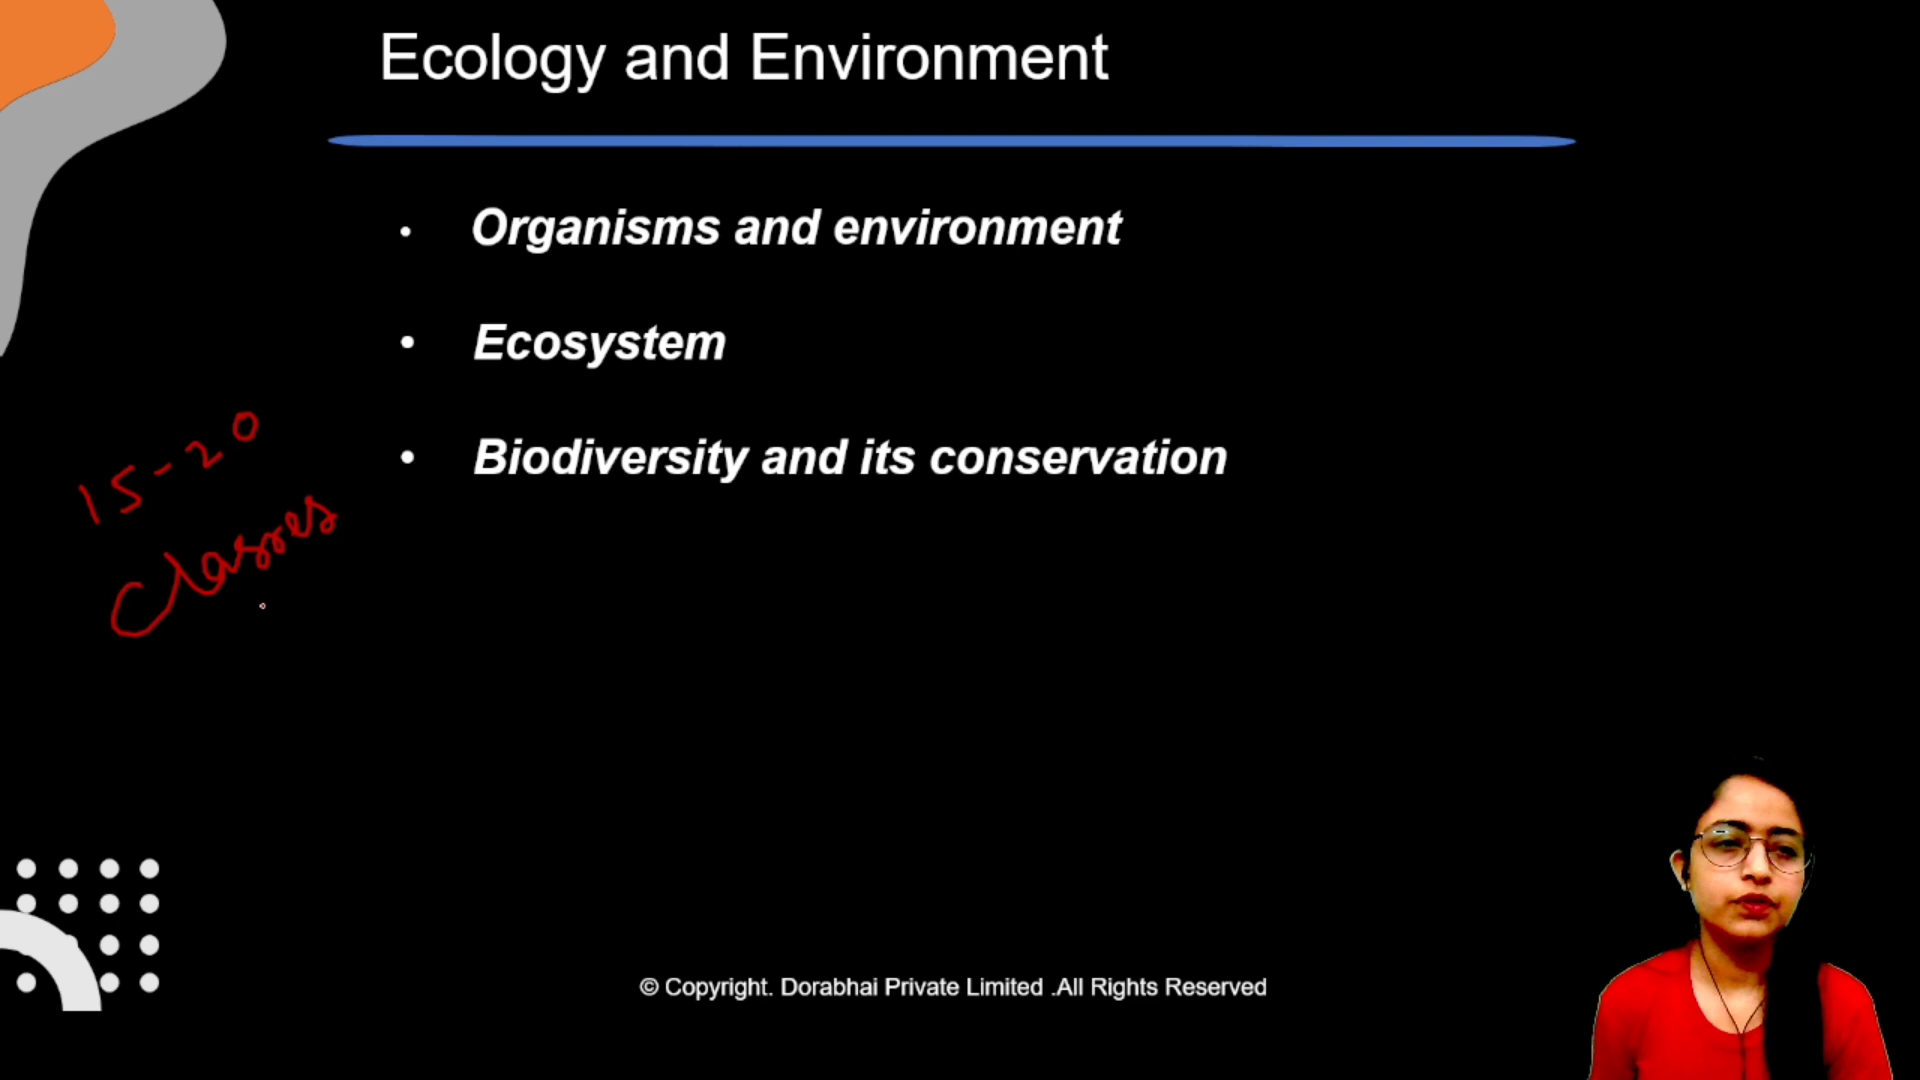 Ecology and Environment
• Organisms and environment
• Ecosystem
• Biodiversity and its conservation
15-20
Classes
© Copyright. Dorabhai Private Limited .All Rights Reserved